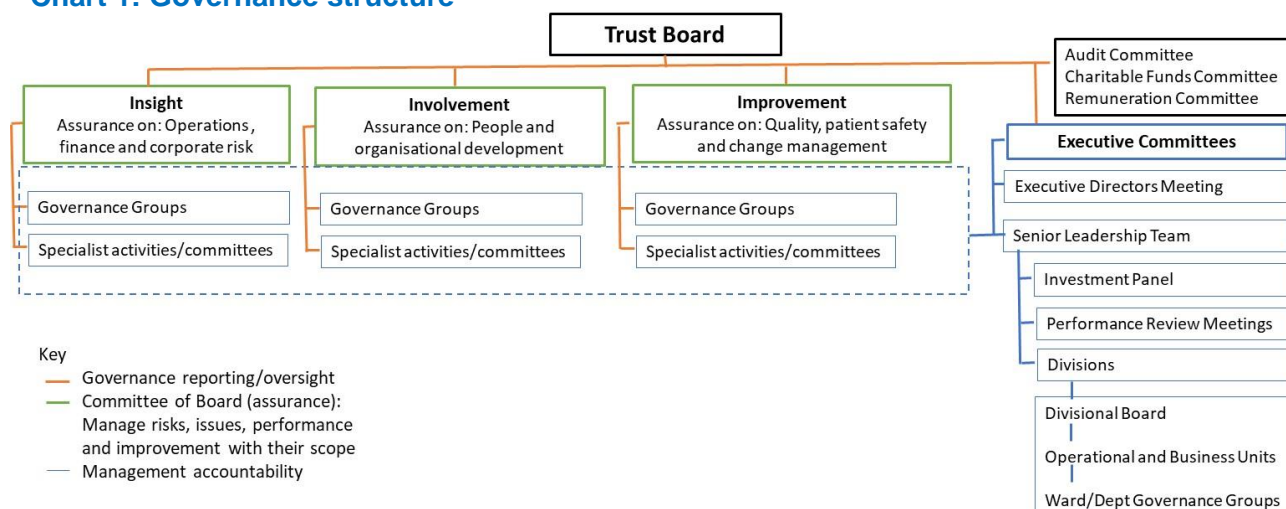 Chart 1: Governance structure
Trust Board
Audit Committee
Charitable Funds Committee
Remuneration Committee
Insight
Assurance on: Operations,
finance and corporate risk
Involvement
Assurance on: People and
organisational development
Improvement
Assurance on: Quality, patient safety
and change management
Executive Committees
Executive Directors Meeting
Governance Groups
Governance Groups
Governance Groups
Senior Leadership Team
Specialist activities/committees
Specialist activities/committees
Specialist activities/committees
Investment Panel
Performance Review Meetings
Divisions
Divisional Board
Operational and Business Units
Ward/Dept Governance Groups
Key
Governance reporting/oversight
Committee of Board (assurance):
Manage risks, issues, performance
and improvement with their scope
Management accountability